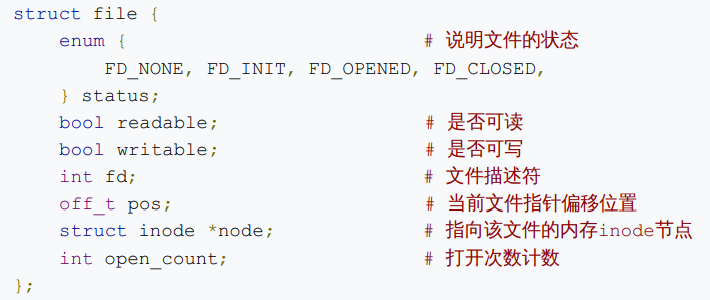 struct file {
    enum {                          # 说明文件的状态
        FD_NONE, FD_INIT, FD_OPENED, FD_CLOSED,
    } status;
    bool readable;                  # 是否可读
    bool writable;                  # 是否可写
    int fd;                         # 文件描述符
    off_t pos;                      # 当前文件指针偏移位置
    struct inode *node;             # 指向该文件的内存inode节点
    int open_count;                 # 打开次数计数
};